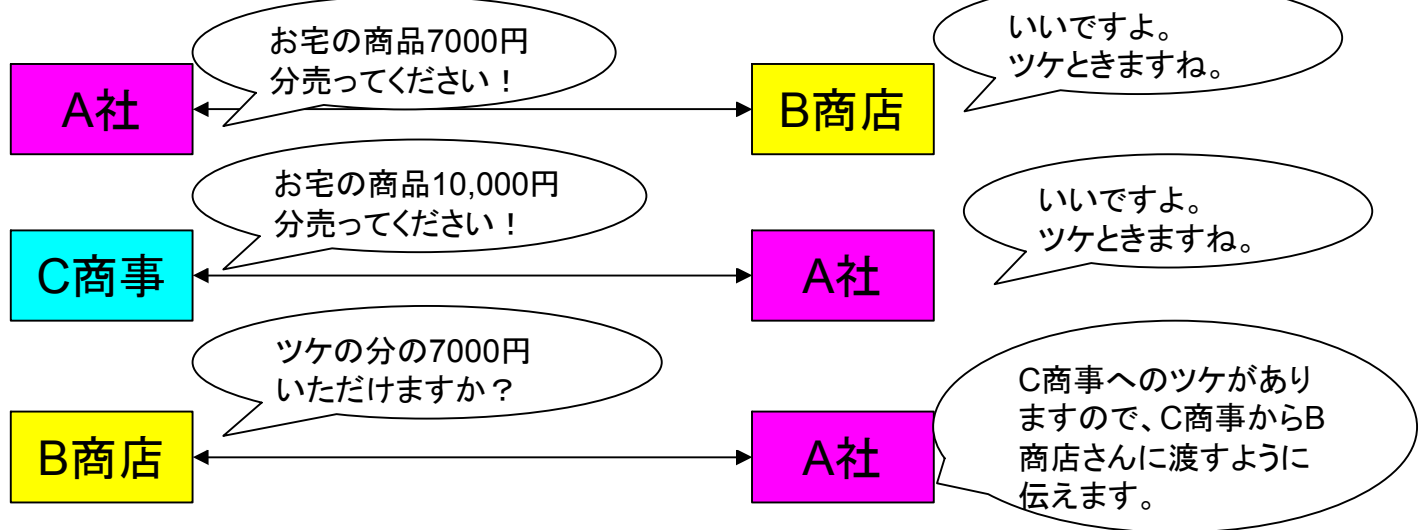 お宅の商品7000円
分売ってください！
いいですよ。
ツケときますね。
A社
B商店
お宅の商品10,000円
分売ってください！
いいですよ。
ツケときますね。
C商事
A社
ツケの分の7000円
いただけますか？
C商事へのツケがあり
ますので、C商事からB
商店さんに渡すように
伝えます。
B商店
A社